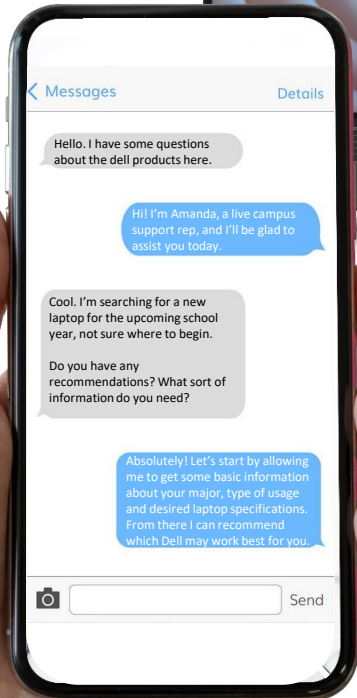 Messages
Details
Hello. I have some questions
about the dell products here.
Hi! I'm Amanda, a live campus
support rep, and I'll be glad to
assist you today.
Cool. I'm searching for a new
laptop for the upcoming school
year, not sure where to begin.
Do you have any
recommendations? What sort of
information do you need?
Absolutely! Let's start by allowing
me to get some basic information
about your major, type of usage
and desired laptop specifications.
From there I can recommend
which Dell may work best for you.
Send